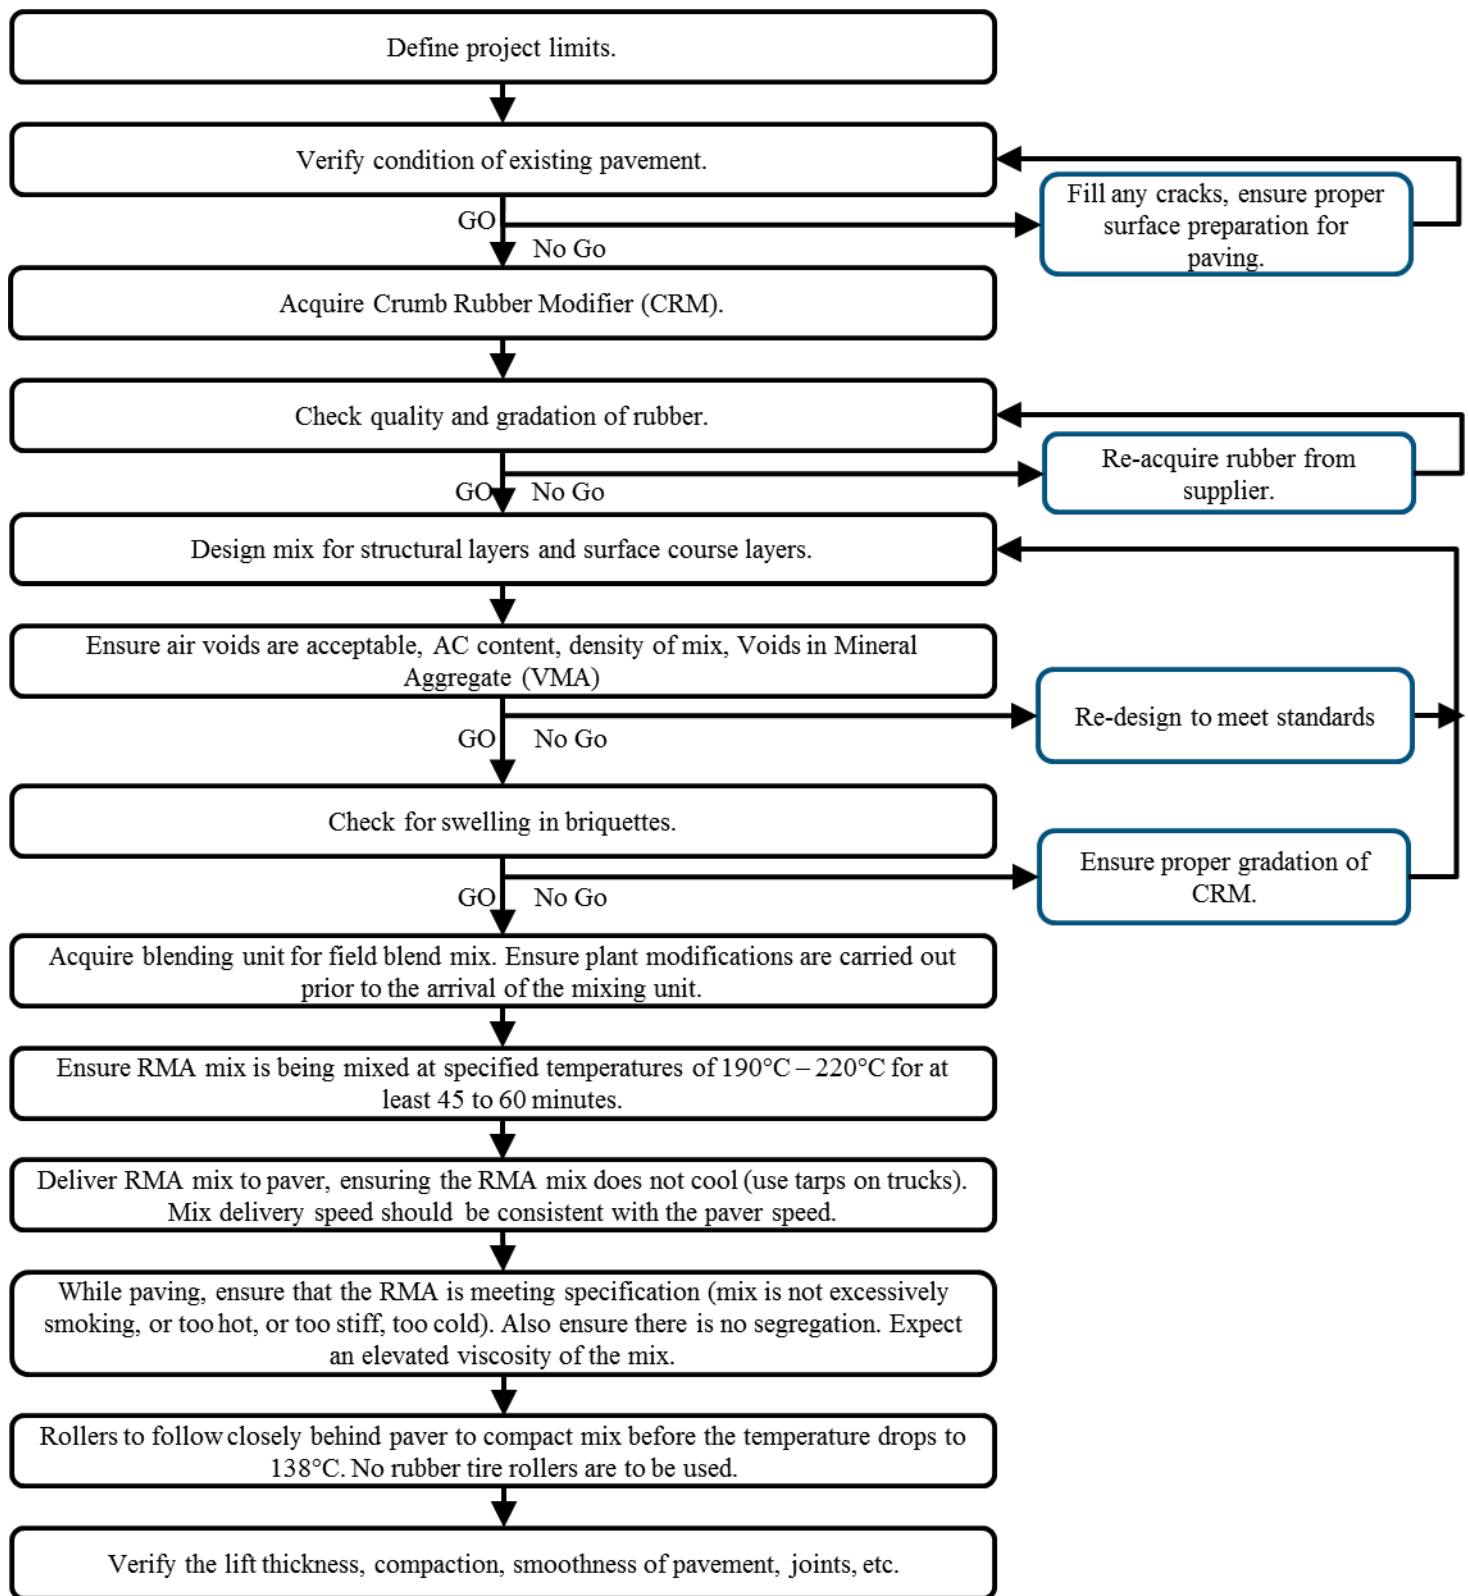 Define project limits.
Verify condition of existing pavement.
Fill any cracks, ensure proper
surface preparation for
paving.
GO
No Go
Acquire Crumb Rubber Modifier (CRM).
Check quality and gradation of rubber.
Re-acquire rubber from
supplier.
GO
No Go
Design mix for structural layers and surface course layers.
Ensure air voids are acceptable, AC content, density of mix, Voids in Mineral
Aggregate (VMA)
Re-design to meet standards
GO
No Go
Check for swelling in briquettes.
Ensure proper gradation of
CRM.
GO
No Go
Acquire blending unit for field blend mix. Ensure plant modifications are carried out
prior to the arrival of the mixing unit.
Ensure RMA mix is being mixed at specified temperatures of 190°C – 220°C for at
least 45 to 60 minutes.
Deliver RMA mix to paver, ensuring the RMA mix does not cool (use tarps on trucks).
Mix delivery speed should be consistent with the paver speed.
While paving, ensure that the RMA is meeting specification (mix is not excessively
smoking, or too hot, or too stiff, too cold). Also ensure there is no segregation. Expect
an elevated viscosity of the mix.
Rollers to follow closely behind paver to compact mix before the temperature drops to
138°C. No rubber tire rollers are to be used.
Verify the lift thickness, compaction, smoothness of pavement, joints, etc.